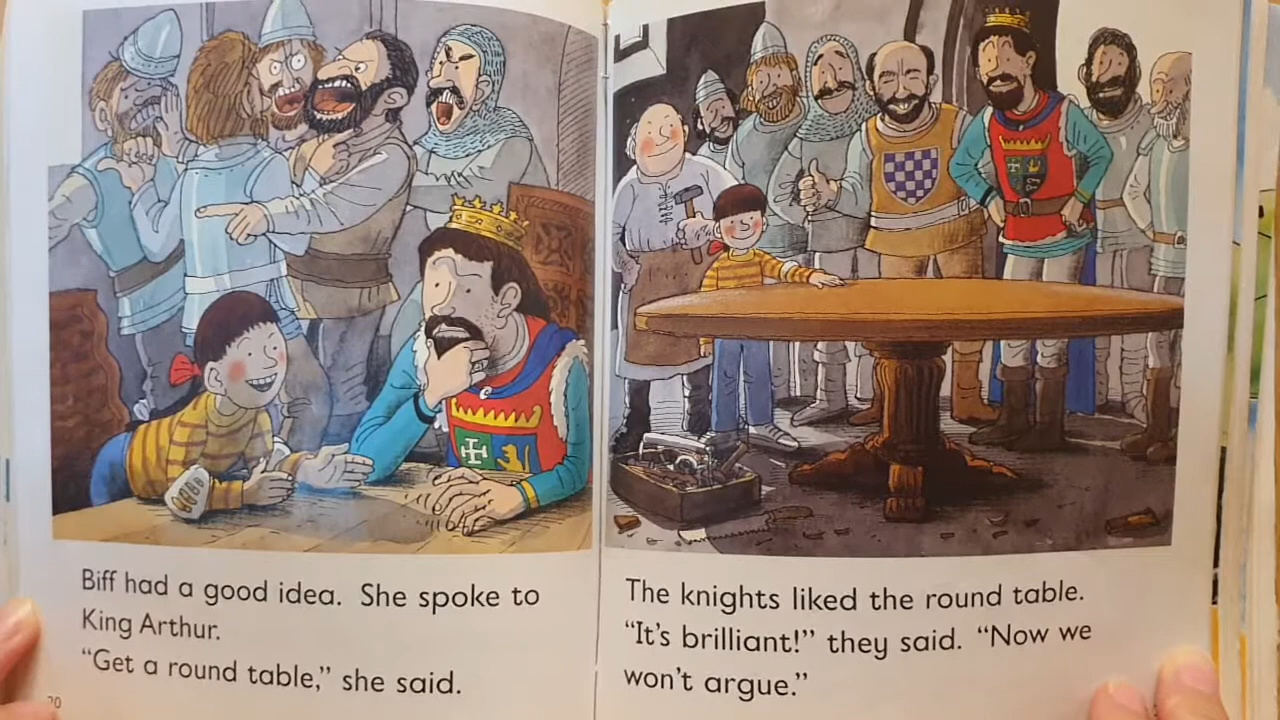 Biff had a good idea. She spoke to
King Arthur.
“Get a round table,” she said.
20
The knights liked the round table.
“It’s brilliant!” they said. “Now we
won’t argue.”